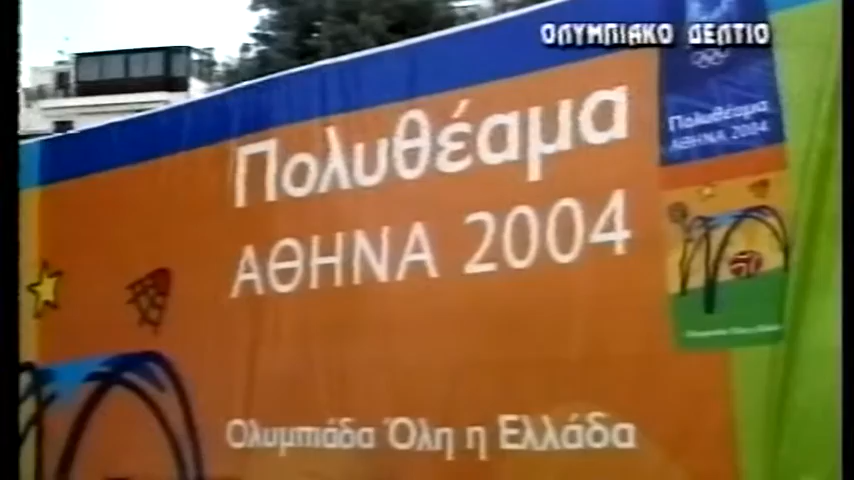 ΟΛΥΜΠΙΑΚΟ ΔΕΛΤΙΟ
Πολυθέαμα
ΑΘΗΝΑ 2004
Πολυθέαμα
ΑΘΗΝΑ 2004
Ολυμπιάδα Όλη η Ελλάδα